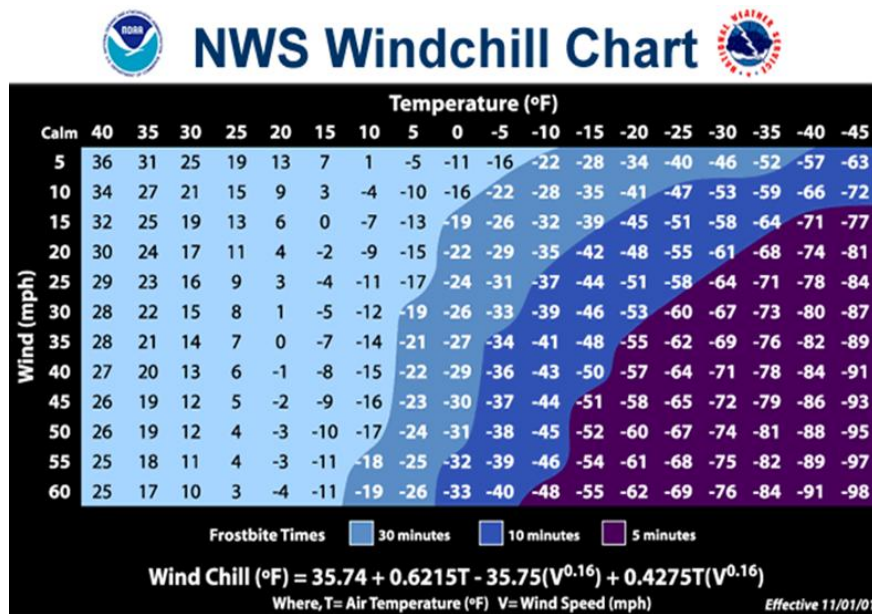 NWS Windchill Chart
Temperature (ºF)
Calm 40 35 30 25 20 15 10 5 0 -5 -10 -15 -20 -25 -30 -35 -40 -45
5 36 31 25 19 13 7 1 -5 -11 -16 -22 -28 -34 -40 -46 -52 -57 -63
10 34 27 21 15 9 3 -4 -10 -16 -22 -28 -35 -41 -47 -53 -59 -66 -72
15 32 25 19 13 6 0 -7 -13 -19 -26 -32 -39 -45 -51 -58 -64 -71 -77
20 30 24 17 11 4 -2 -9 -15 -22 -29 -35 -42 -48 -55 -61 -68 -74 -81
25 29 23 16 9 3 -4 -11 -17 -24 -31 -37 -44 -51 -58 -64 -71 -78 -84
30 28 22 15 8 1 -5 -12 -19 -26 -33 -39 -46 -53 -60 -67 -73 -80 -87
35 28 21 14 7 0 -7 -14 -21 -27 -34 -41 -48 -55 -62 -69 -76 -82 -89
40 27 20 13 6 -1 -8 -15 -22 -29 -36 -43 -50 -57 -64 -71 -78 -84 -91
45 26 19 12 5 -2 -9 -16 -23 -30 -37 -44 -51 -58 -65 -72 -79 -86 -93
50 26 19 12 4 -3 -10 -17 -24 -31 -38 -45 -52 -60 -67 -74 -81 -88 -95
55 25 18 11 4 -3 -11 -18 -25 -32 -39 -46 -54 -61 -68 -75 -82 -89 -97
60 25 17 10 3 -4 -11 -19 -26 -33 -40 -48 -55 -62 -69 -76 -84 -91 -98
Wind (mph)
Frostbite Times 30 minutes 10 minutes 5 minutes
Wind Chill (ºF) = 35.74 + 0.6215T - 35.75(V^0.16) + 0.4275T(V^0.16)
Where, T= Air Temperature (ºF) V= Wind Speed (mph)
Effective 11/01/01
NOAA
NATIONAL WEATHER SERVICE